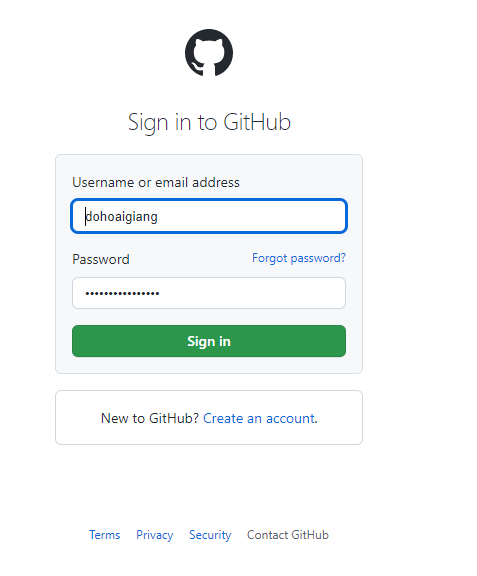 Sign in to GitHub
Username or email address
dohoaigiang
Password Forgot password?
••••••••••••••••
Sign in
New to GitHub? Create an account.
Terms Privacy Security Contact GitHub